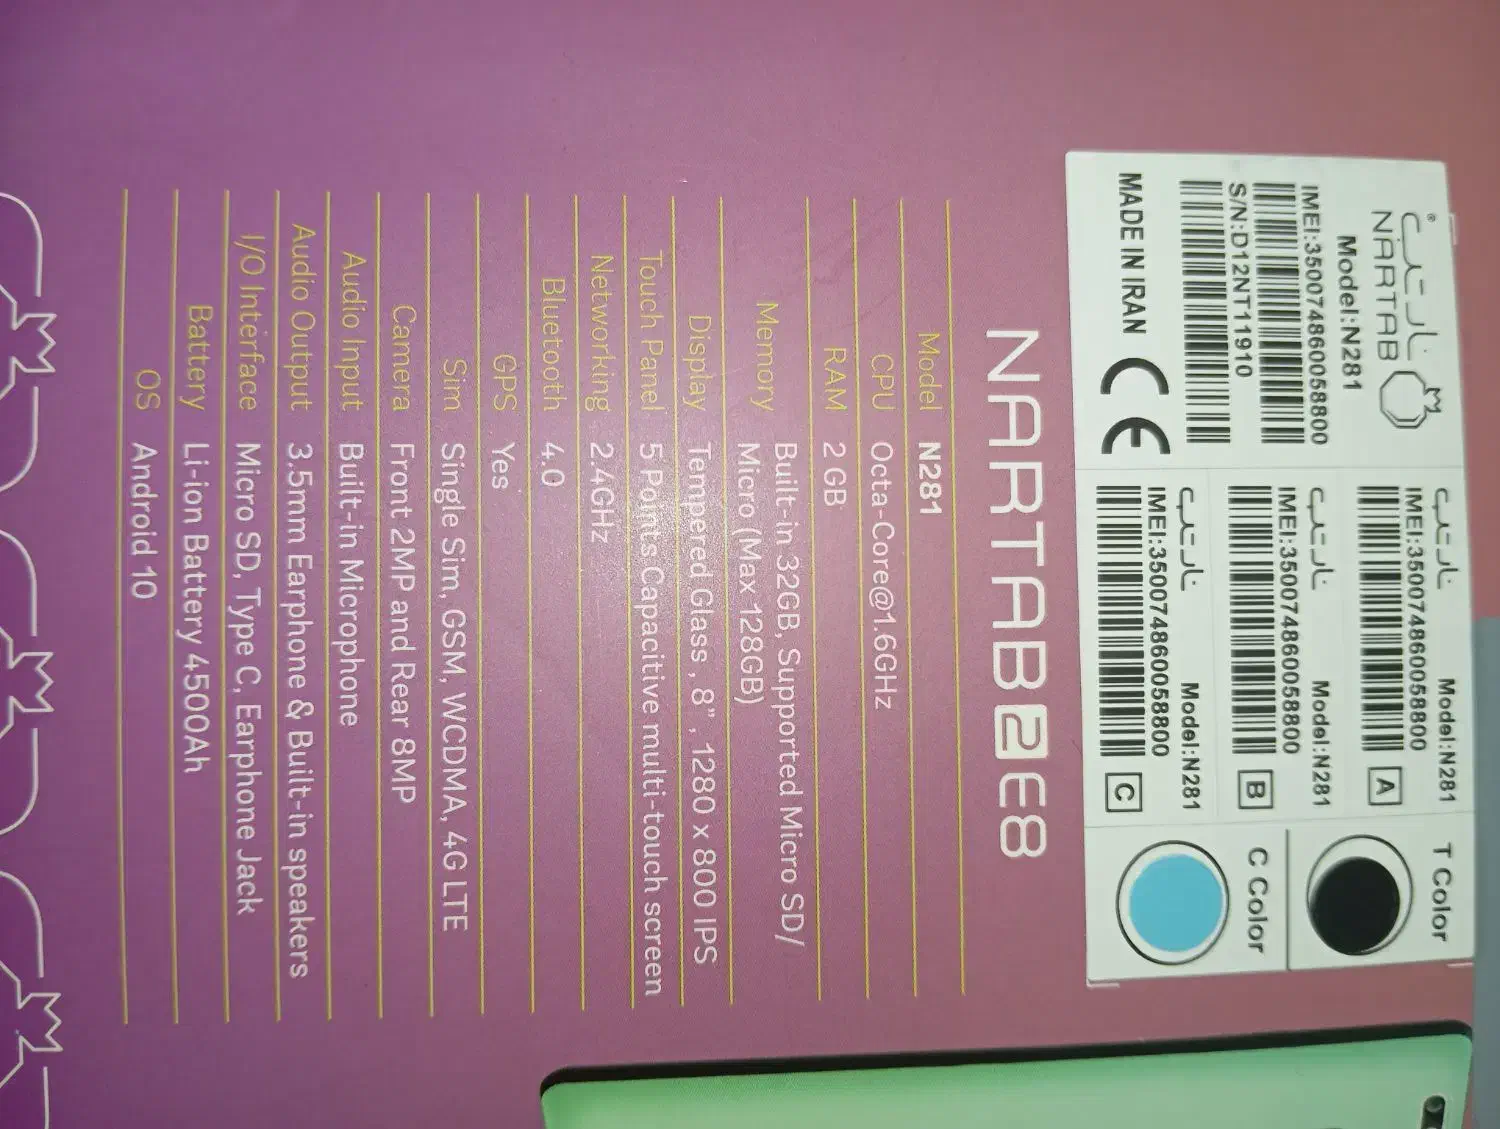 نارتب®
NARTAB
Model:N281
IMEI:350074860058800
S/N:D12NT111910
MADE IN IRAN CE
نارتب Model:N281
IMEI:350074860058800
A
نارتب Model:N281
IMEI:350074860058800
B
نارتب Model:N281
IMEI:350074860058800
C
T Color
C Color
NARTAB2E8
Model N281
CPU Octa-Core@1.6GHz
RAM 2 GB
Memory Built-in 32GB, Supported Micro SD/
Micro (Max 128GB)
Display Tempered Glass , 8” , 1280 x 800 IPS
Touch Panel 5 Points Capacitive multi-touch screen
Networking 2.4GHz
Bluetooth 4.0
GPS Yes
Sim Single Sim, GSM, WCDMA, 4G LTE
Camera Front 2MP and Rear 8MP
Audio Input Built-in Microphone
Audio Output 3.5mm Earphone & Built-in speakers
I/O Interface Micro SD, Type C, Earphone Jack
Battery Li-ion Battery 4500Ah
OS Android 10